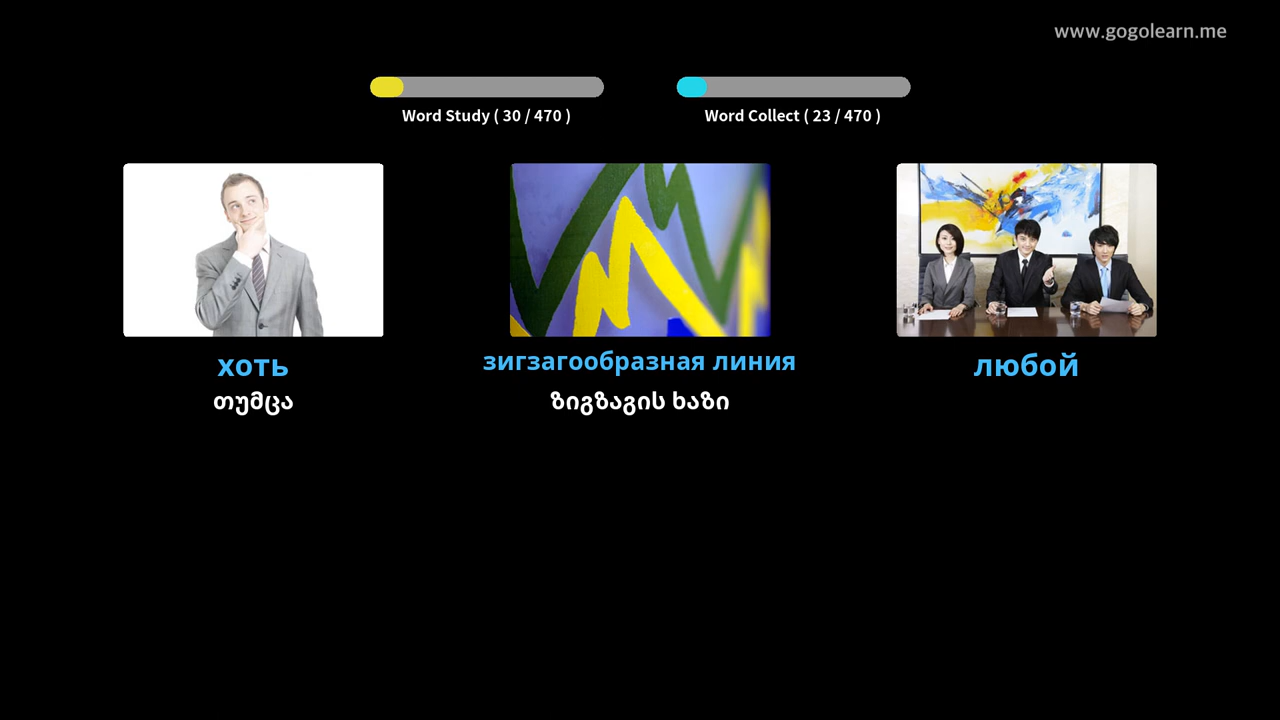 www.gogolearn.me
Word Study ( 30 / 470 )
Word Collect ( 23 / 470 )
хоть
зигзагообразная линия
любой
თუმცა
ზიგზაგის ხაზი